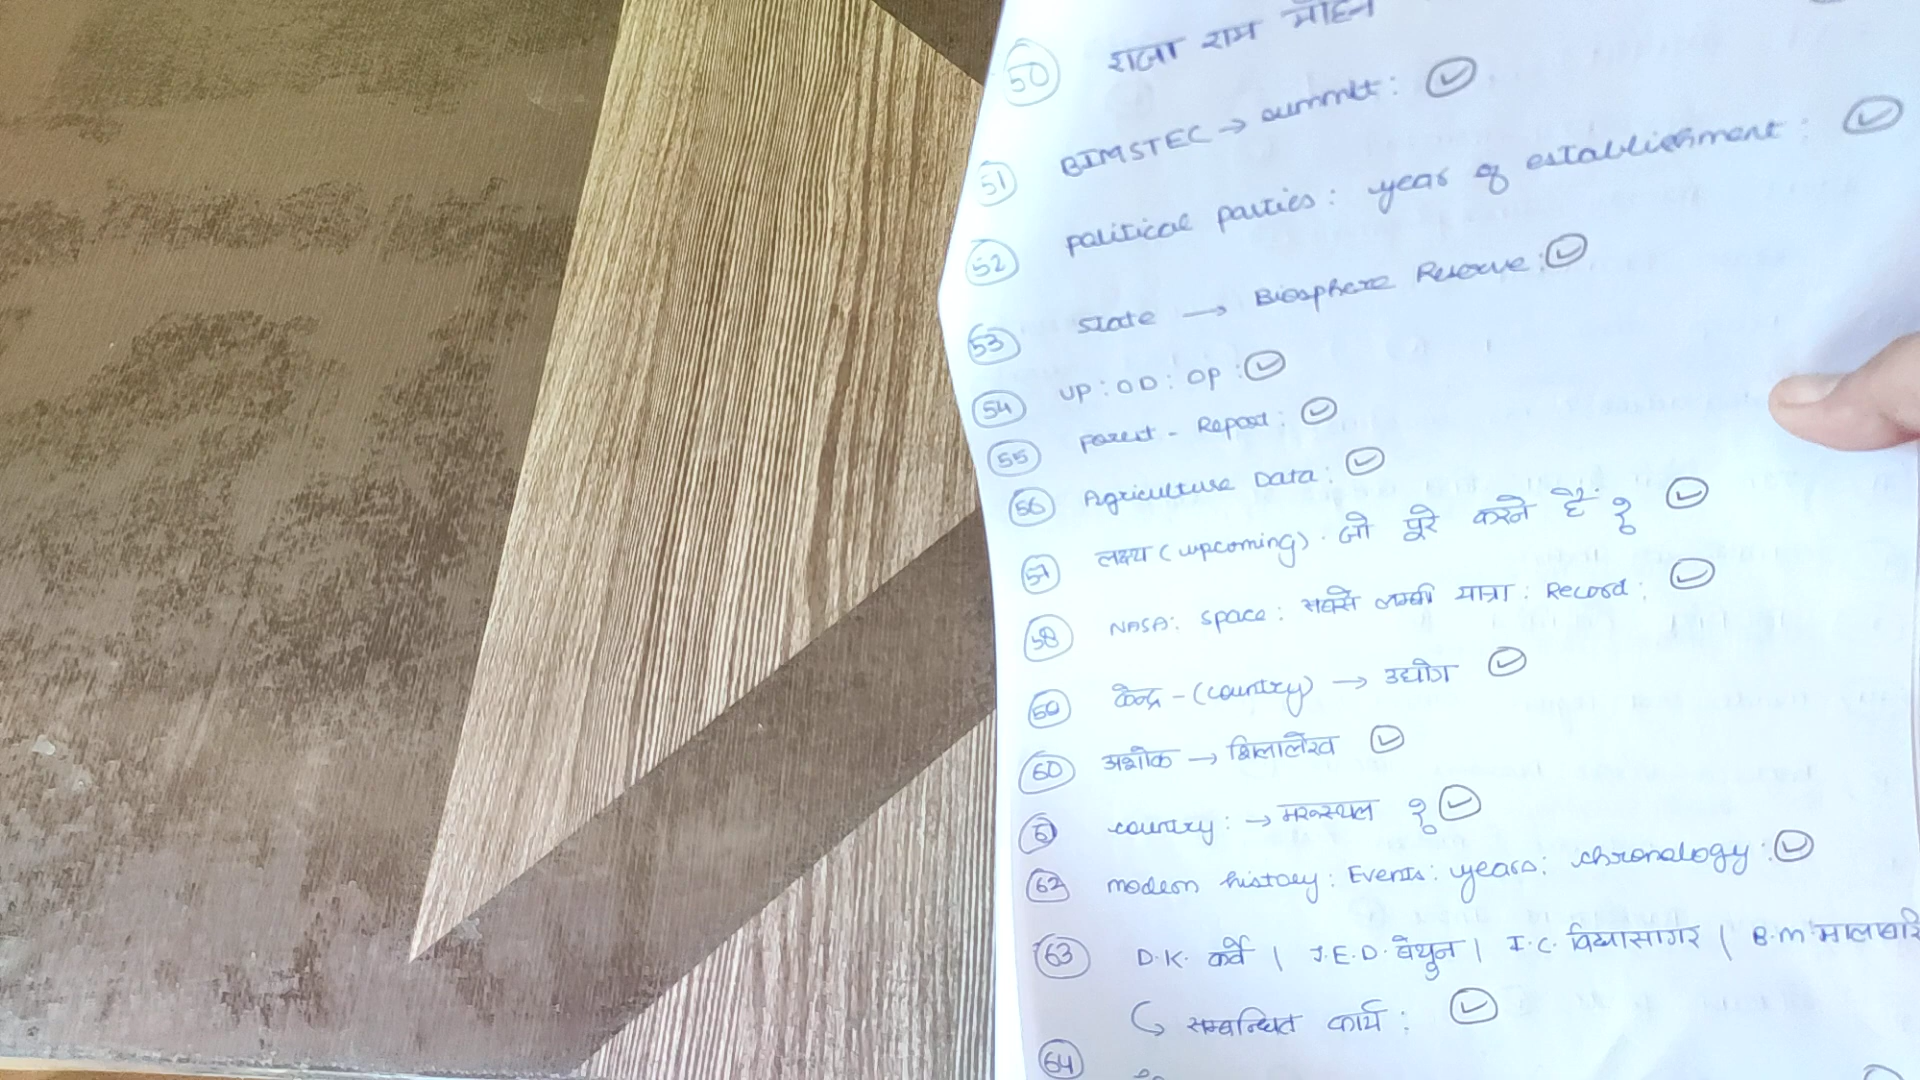 50 राजा राम मोहन
51 BIMSTEC → summit :
52 political parties : year of establishment :
53 state → Biosphere Reserve :
54 UP : OD : OP :
55 Forest - Report :
56 Agriculture Data :
57 लक्ष्य (upcoming) . जो पूरे करने हैं : ?
58 NASA : space : सबसे लम्बी यात्रा : Record :
59 केन्द्र - (country) → उद्योग
60 अशोक → शिलालेख
61 country : → मरुस्थल ?
62 modern history : Events : years : chronology :
63 D.K. कर्वे | J.E.D. बेथुन | I.C. विद्यासागर | B.M. मालाबारी
↳ सम्बन्धित कार्य :
64